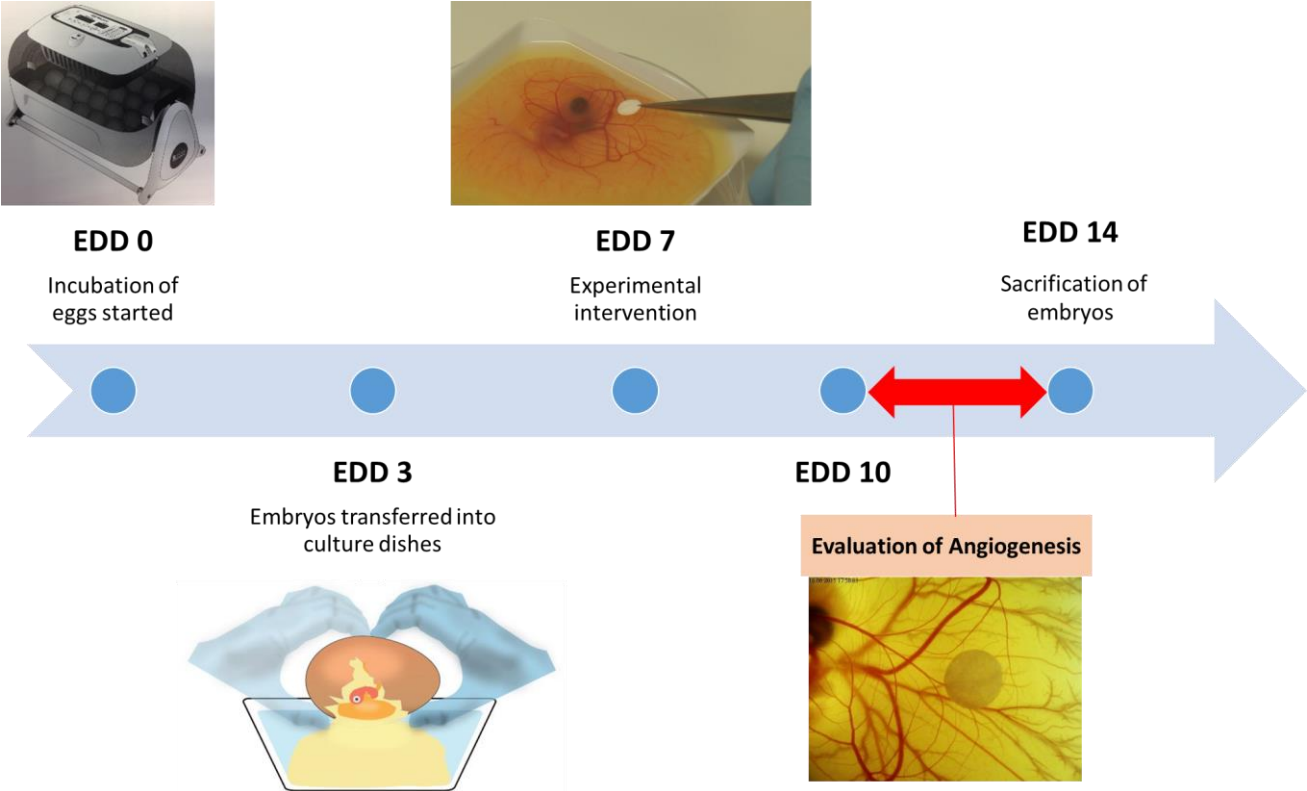 EDD 0
Incubation of
eggs started
EDD 3
Embryos transferred into
culture dishes
EDD 7
Experimental
intervention
EDD 10
Evaluation of Angiogenesis
EDD 14
Sacrification of
embryos